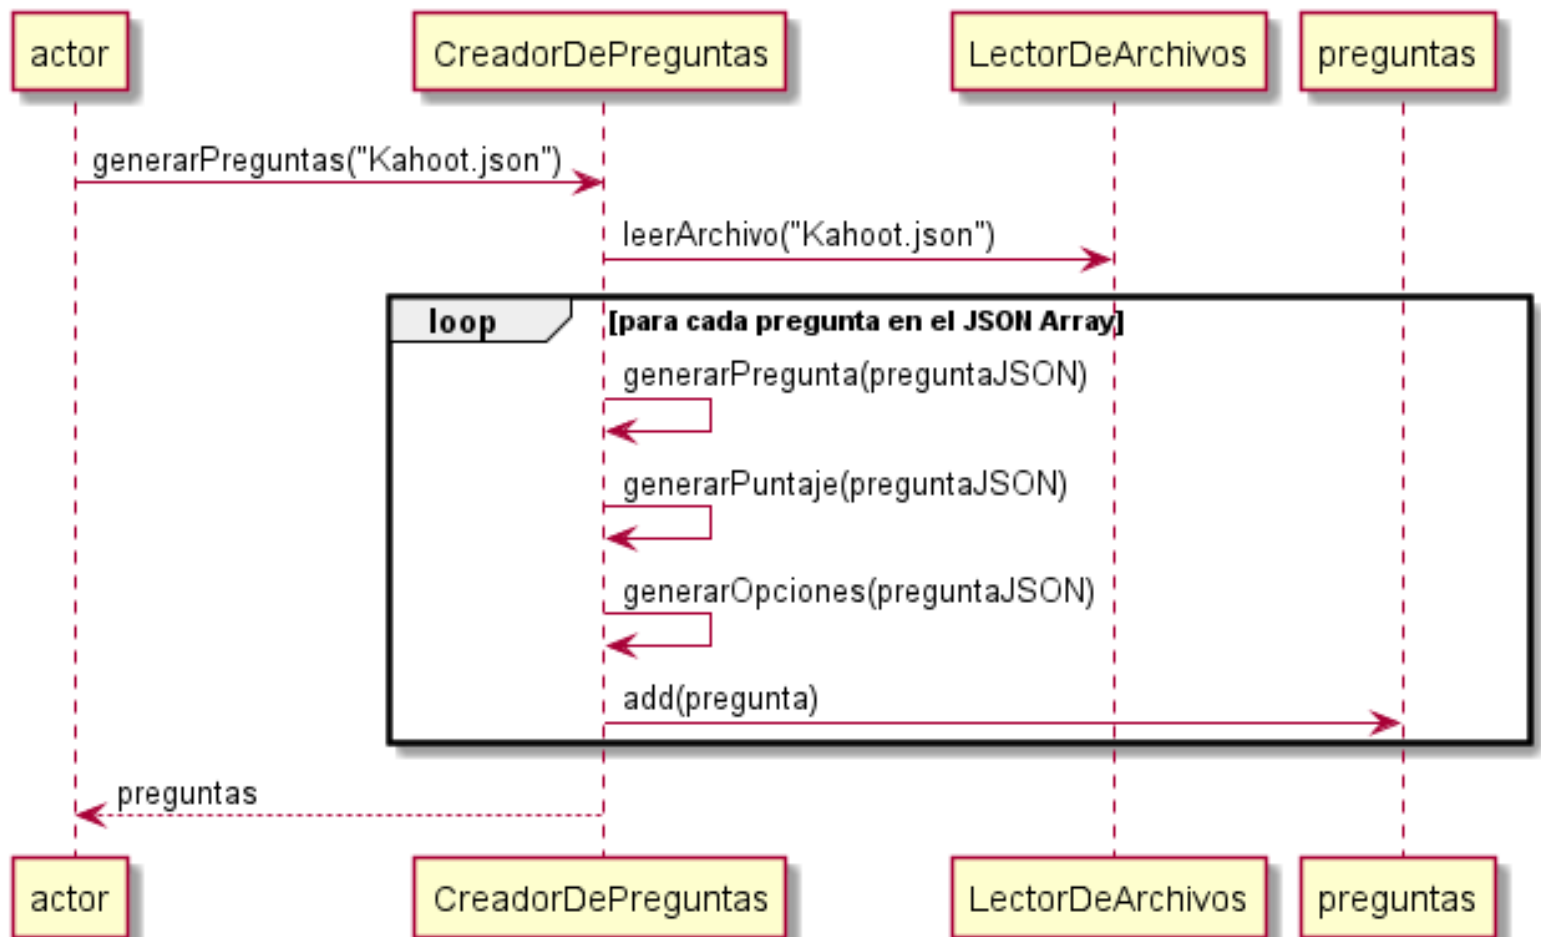 actor
CreadorDePreguntas
LectorDeArchivos
preguntas
generarPreguntas("Kahoot.json")
leerArchivo("Kahoot.json")
loop
[para cada pregunta en el JSON Array]
generarPregunta(preguntaJSON)
generarPuntaje(preguntaJSON)
generarOpciones(preguntaJSON)
add(pregunta)
preguntas
actor
CreadorDePreguntas
LectorDeArchivos
preguntas